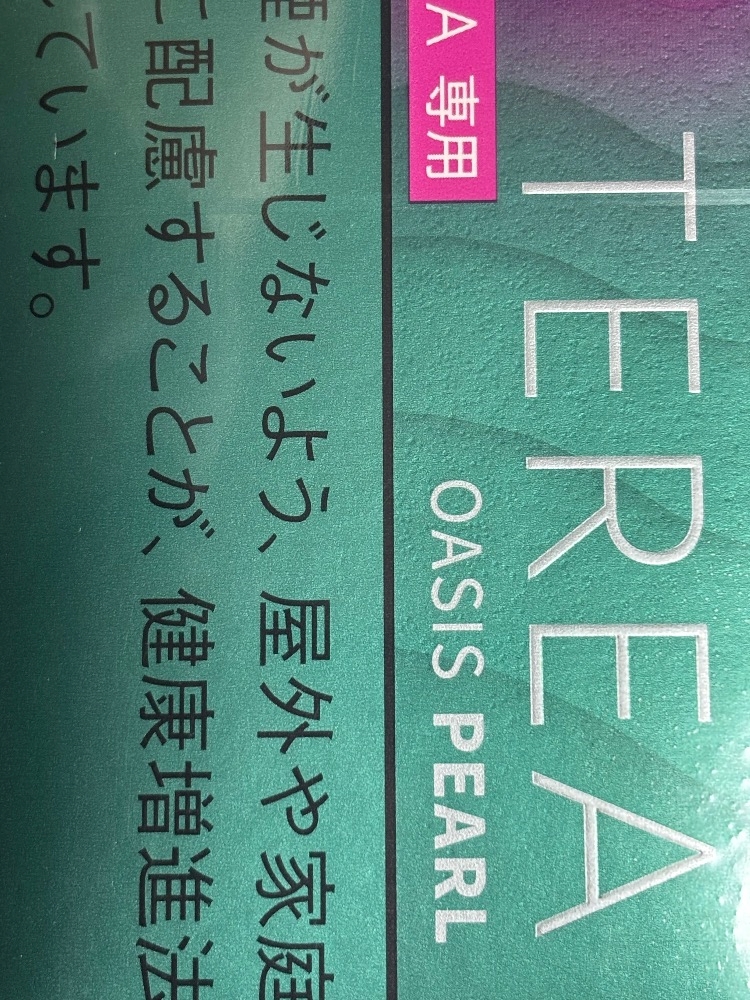 A 専用
TEREA
OASIS PEARL
が生じないよう、屋外や家庭
に配慮することが、健康増進法
ています。